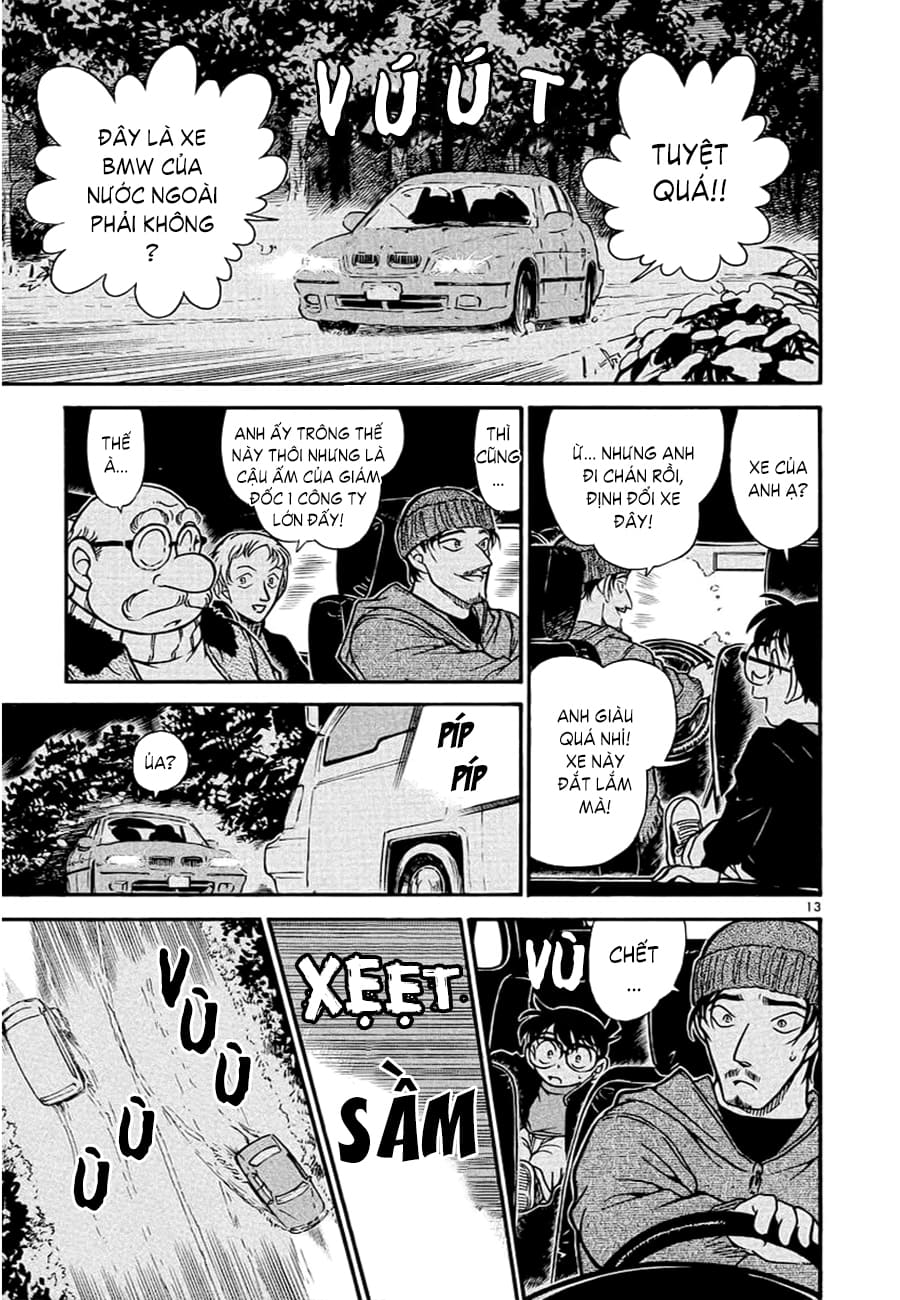 TUYỆT
QUÁ!!
VÚÚT
ĐÂY LÀ XE
BMW CỦA
NƯỚC NGOÀI
PHẢI KHÔNG
?
XE CỦA
ANH Ạ?
Ừ... NHƯNG ANH
ĐI CHÁN RỒI,
ĐỊNH ĐỔI XE
ĐÂY!
ANH GIÀU
QUÁ NHỈ!
XE NÀY
ĐẮT LẮM
MÀ!
THÌ
CŨNG
...
ANH ẤY TRÔNG THẾ
NÀY THÔI NHƯNG LÀ
CẬU ẤM CỦA GIÁM
ĐỐC 1 CÔNG TY
LỚN ĐẤY!
THẾ
À...
PÍP
PÍP
ỦA?
13
CHẾT
...
VÙ
XẸẸT
SẦM
VÙ
Ù
Ù
Ù